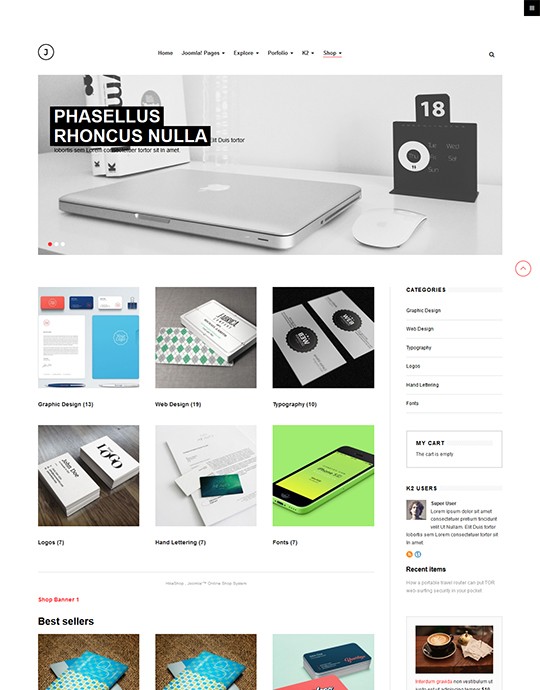 J
Home Joomla! Pages Explore Porfolio K2 Shop
PHASELLUS
RHONCUS NULLA
Elit Duis tortor
lobortis sem Lorem consectetuer tortor sit in amet.
18
CATEGORIES
Graphic Design
Web Design
Typography
Logos
Hand Lettering
Fonts
Graphic Design (13)
Web Design (19)
Typography (10)
MY CART
The cart is empty
Logos (7)
Hand Lettering (7)
Fonts (7)
K2 USERS
Super User
Lorem ipsum dolor sit amet
consectetuer pretium tincidunt
velit Ut Nullam. Elit Duis tortor
lobortis sem Lorem consectetuer tortor
sit in amet.
Recent items
How a portable travel router can put TOR
web-surfing security in your pocket
HikaShop , Joomla!™ Online Shop System
Shop Banner 1
Best sellers
Interdum gravida non vestibulum ut